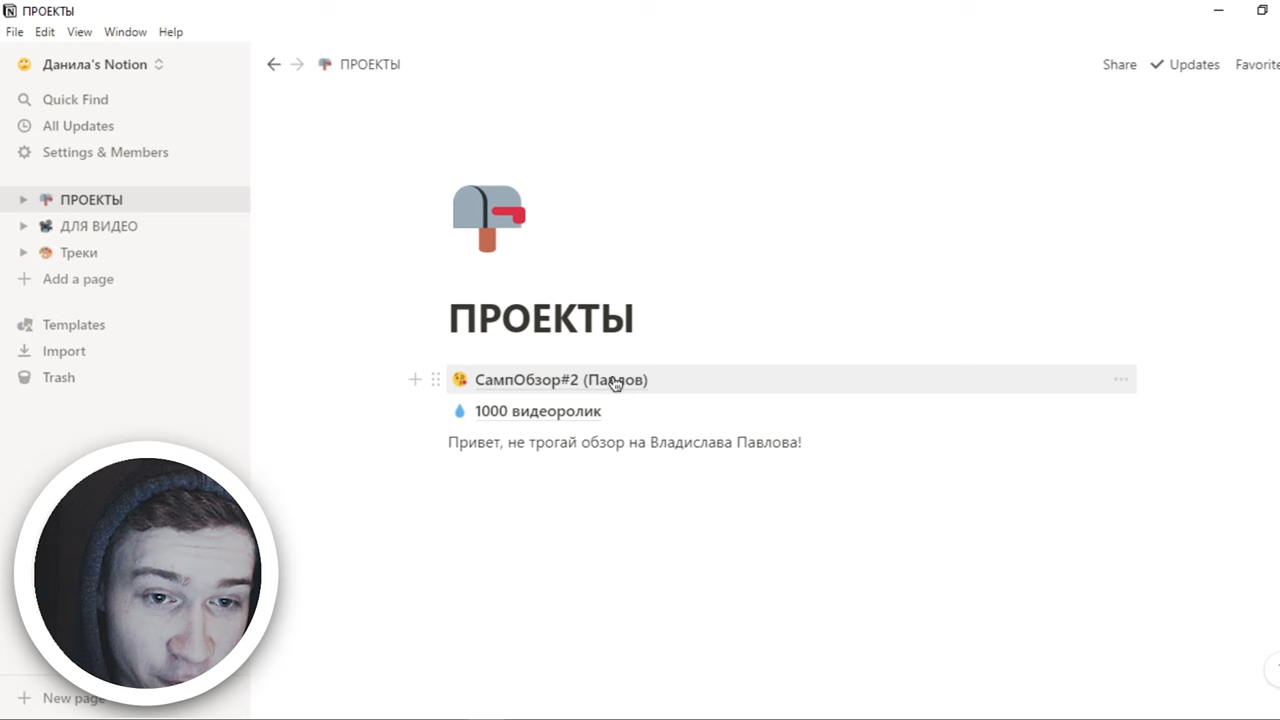 ПРОЕКТЫ
File Edit View Window Help
Данила's Notion
Quick Find
All Updates
Settings & Members
ПРОЕКТЫ
ДЛЯ ВИДЕО
Треки
Add a page
Templates
Import
Trash
New page
ПРОЕКТЫ
Share Updates Favorite
ПРОЕКТЫ
СампОбзор#2 (Павлов)
1000 видеоролик
Привет, не трогай обзор на Владислава Павлова!